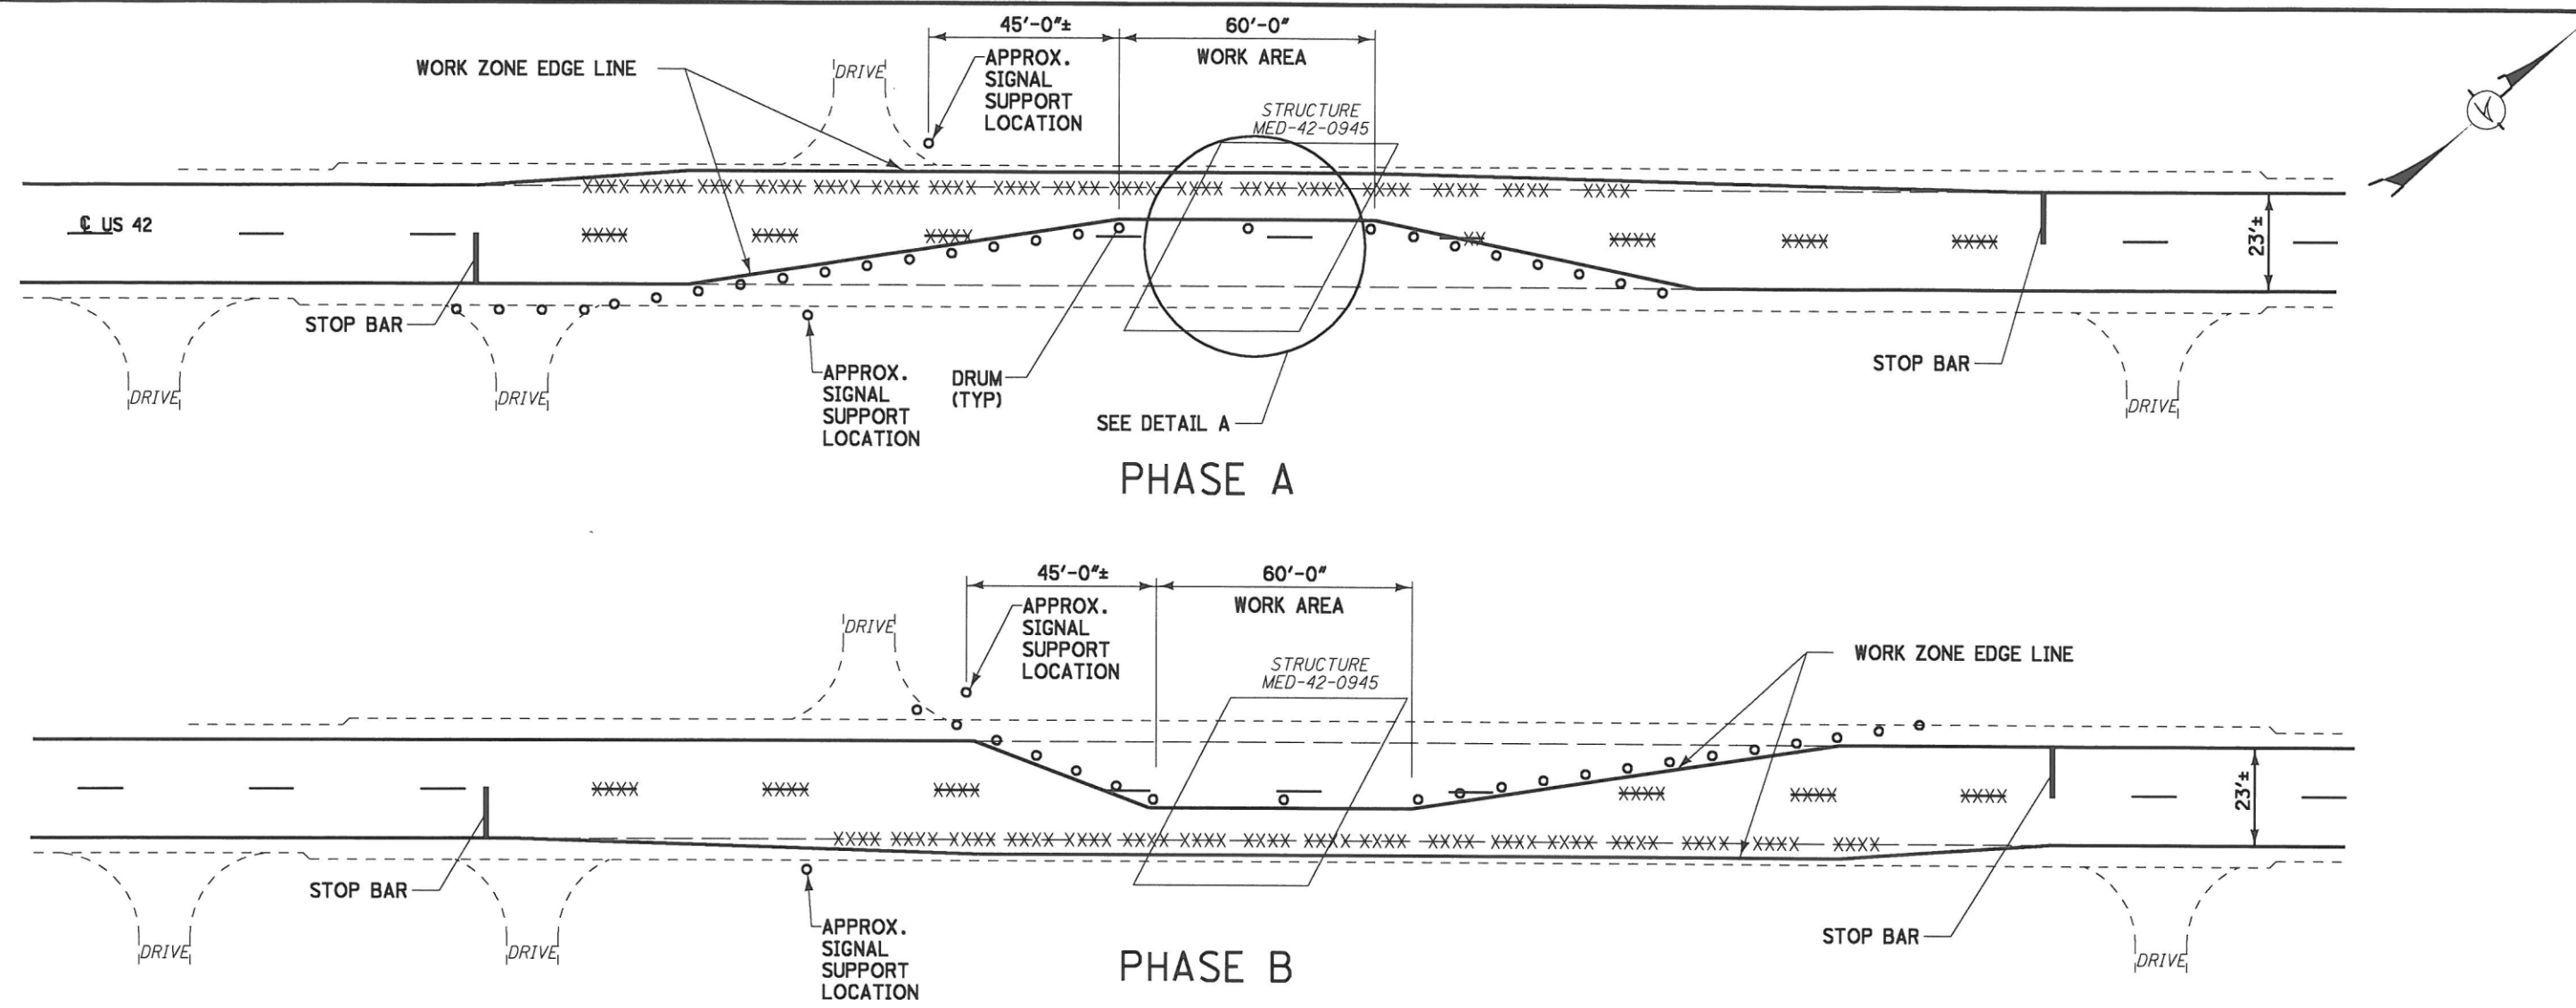 45'-0"±
60'-0"
WORK AREA
WORK ZONE EDGE LINE
DRIVE
APPROX.
SIGNAL
SUPPORT
LOCATION
STRUCTURE
MED-42-0945
℄ US 42
23'±
STOP BAR
DRIVE
DRIVE
APPROX.
SIGNAL
SUPPORT
LOCATION
DRUM
(TYP)
SEE DETAIL A
STOP BAR
DRIVE
PHASE A
45'-0"±
60'-0"
WORK AREA
DRIVE
APPROX.
SIGNAL
SUPPORT
LOCATION
STRUCTURE
MED-42-0945
WORK ZONE EDGE LINE
23'±
STOP BAR
DRIVE
DRIVE
APPROX.
SIGNAL
SUPPORT
LOCATION
STOP BAR
DRIVE
PHASE B